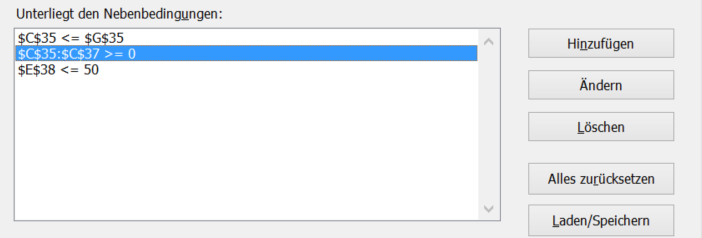 Unterliegt den Nebenbedingungen:
$C$35 <= $G$35
$C$35:$C$37 >= 0
$E$38 <= 50
Hinzufügen
Ändern
Löschen
Alles zurücksetzen
Laden/Speichern